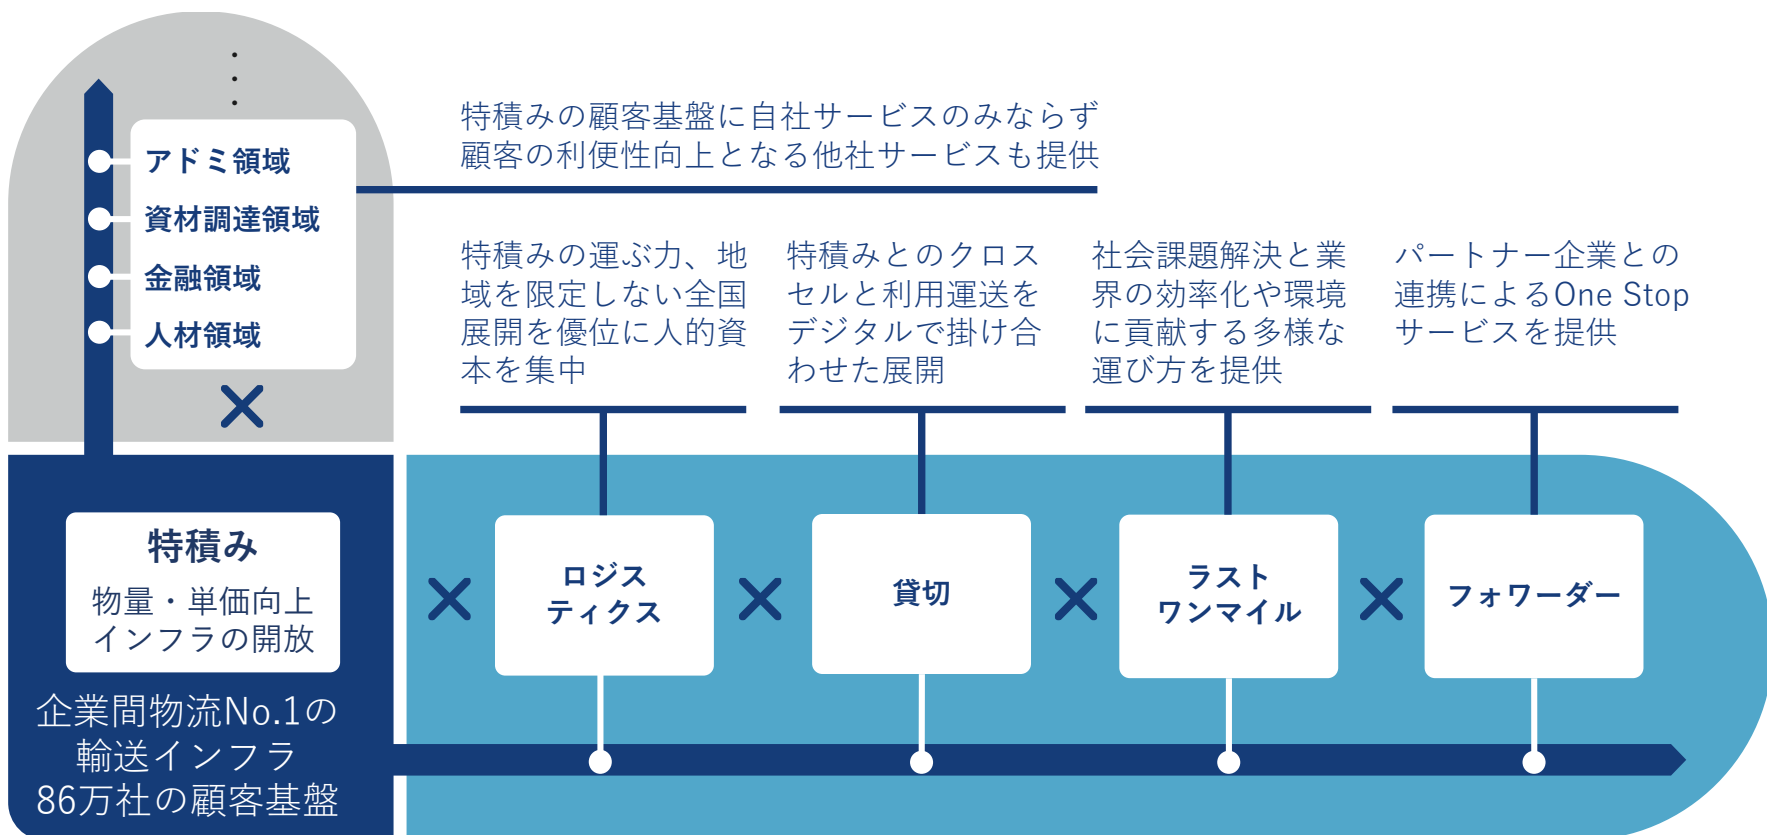 アドミ領域
資材調達領域
金融領域
人材領域
特積みの顧客基盤に自社サービスのみならず
顧客の利便性向上となる他社サービスも提供
特積みの運ぶ力、地
域を限定しない全国
展開を優位に人的資
本を集中
特積みとのクロス
セルと利用運送を
デジタルで掛け合
わせた展開
社会課題解決と業
界の効率化や環境
に貢献する多様な
運び方を提供
パートナー企業との
連携によるOne Stop
サービスを提供
特積み
物量・単価向上
インフラの開放
企業間物流No.1の
輸送インフラ
86万社の顧客基盤
ロジス
ティクス
貸切
ラスト
ワンマイル
フォワーダー